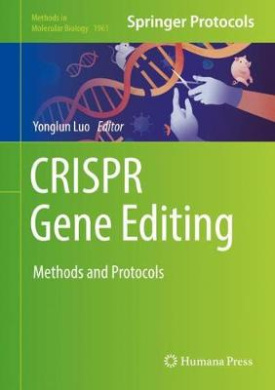 Methods in
Molecular Biology 1961
Springer Protocols
Yonglun Luo Editor
CRISPR
Gene Editing
Methods and Protocols
Humana Press